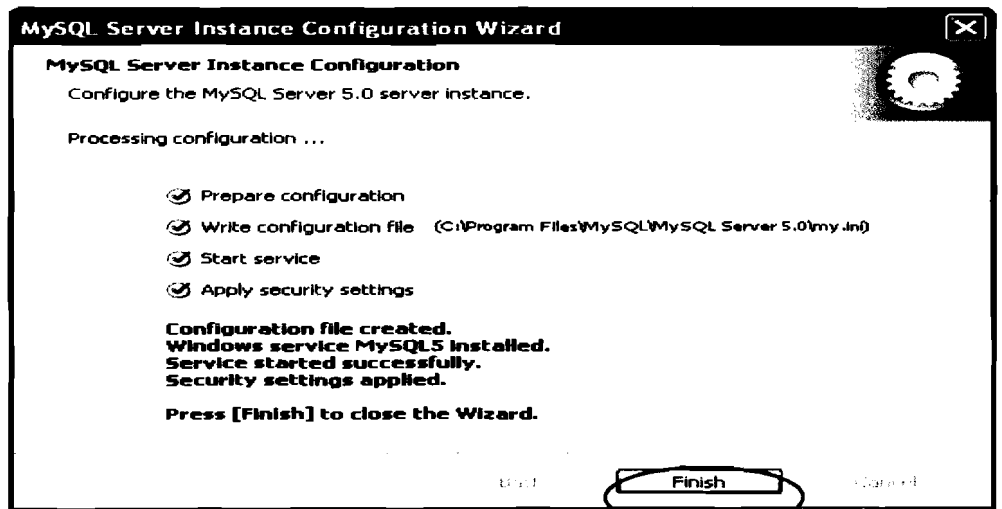 MySQL Server Instance Configuration Wizard
MySQL Server Instance Configuration
Configure the MySQL Server 5.0 server instance.
Processing configuration ...
Prepare configuration
Write configuration file (C:\Program Files\MySQL\MySQL Server 5.0\my.ini)
Start service
Apply security settings
Configuration file created.
Windows service MySQL5 installed.
Service started successfully.
Security settings applied.
Press [Finish] to close the Wizard.
Finish